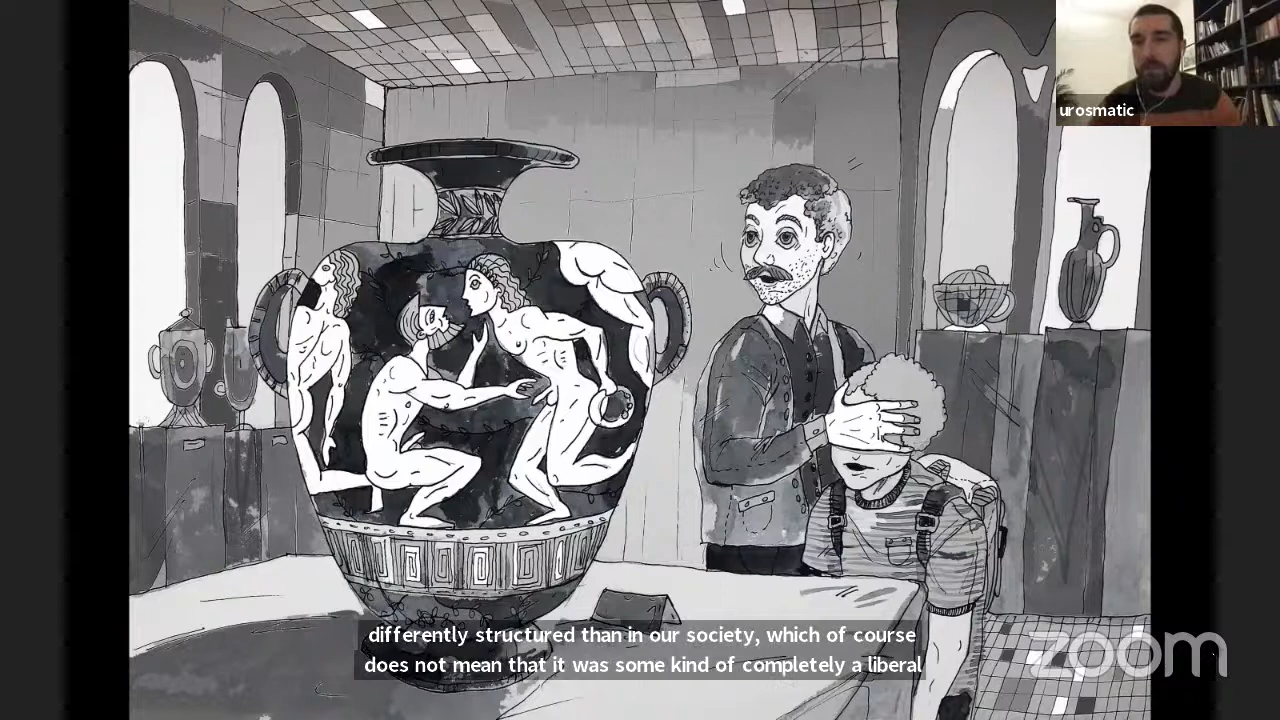 urosmatic
differently structured than in our society, which of course
does not mean that it was some kind of completely a liberal
zoom